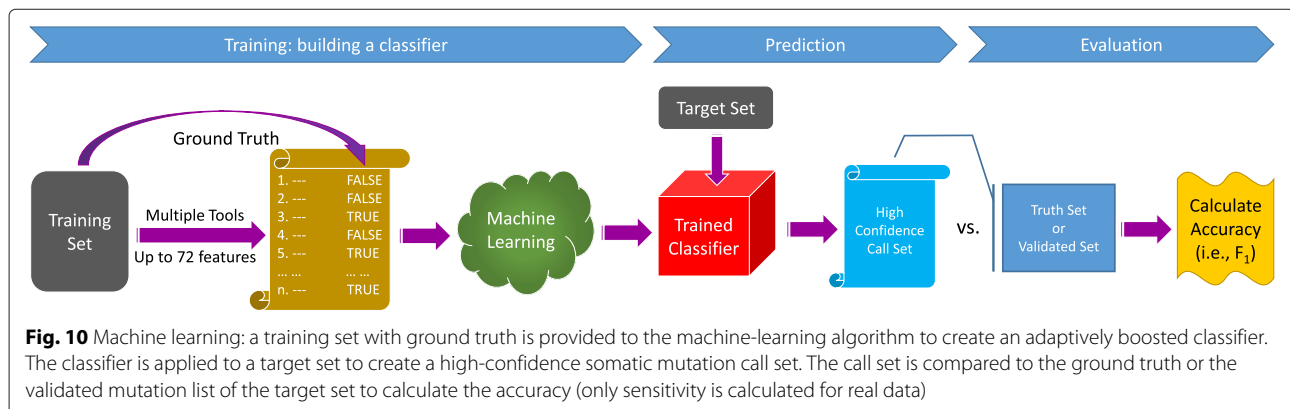 Training: building a classifier
Prediction
Evaluation
Ground Truth
Training
Set
Multiple Tools
Up to 72 features
1. --- FALSE
2. --- FALSE
3. --- TRUE
4. --- FALSE
5. --- TRUE
... ... ... ...
n. --- TRUE
Machine
Learning
Target Set
Trained
Classifier
High
Confidence
Call Set
vs.
Truth Set
or
Validated Set
Calculate
Accuracy
(i.e., F₁)
Fig. 10 Machine learning: a training set with ground truth is provided to the machine-learning algorithm to create an adaptively boosted classifier.
The classifier is applied to a target set to create a high-confidence somatic mutation call set. The call set is compared to the ground truth or the
validated mutation list of the target set to calculate the accuracy (only sensitivity is calculated for real data)